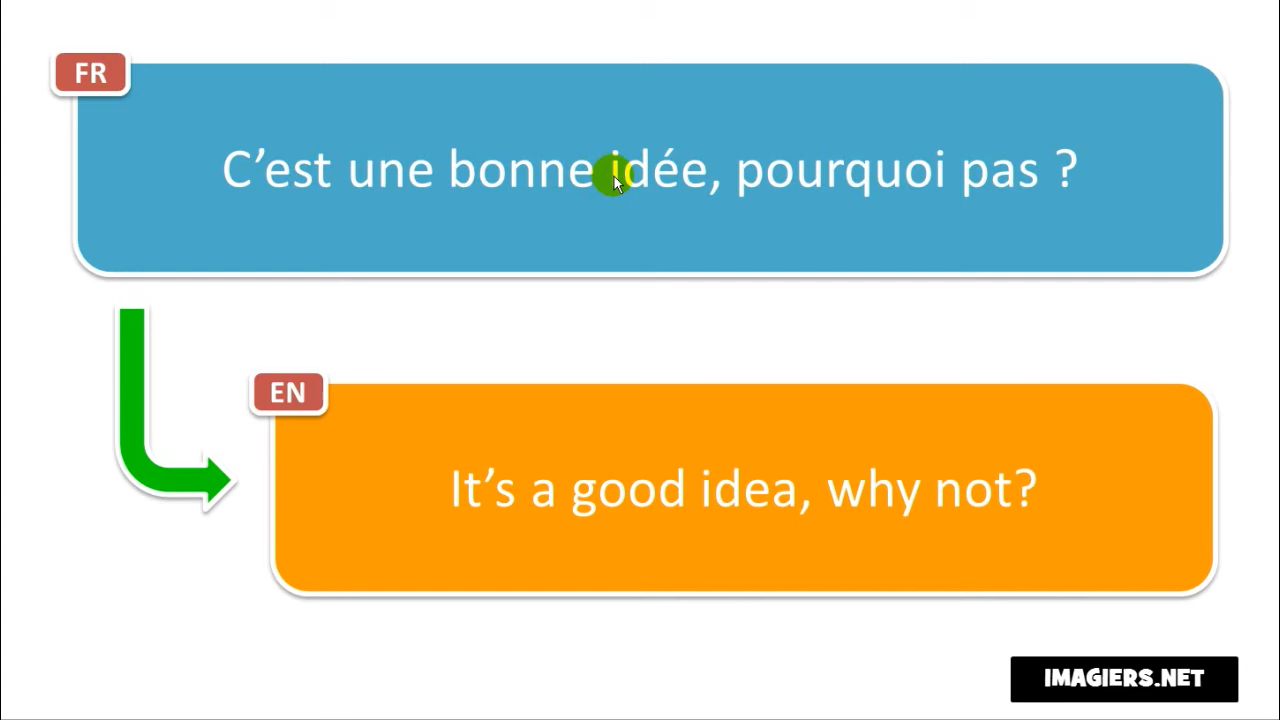 FR
C’est une bonne idée, pourquoi pas ?
EN
It’s a good idea, why not?
IMAGIERS.NET